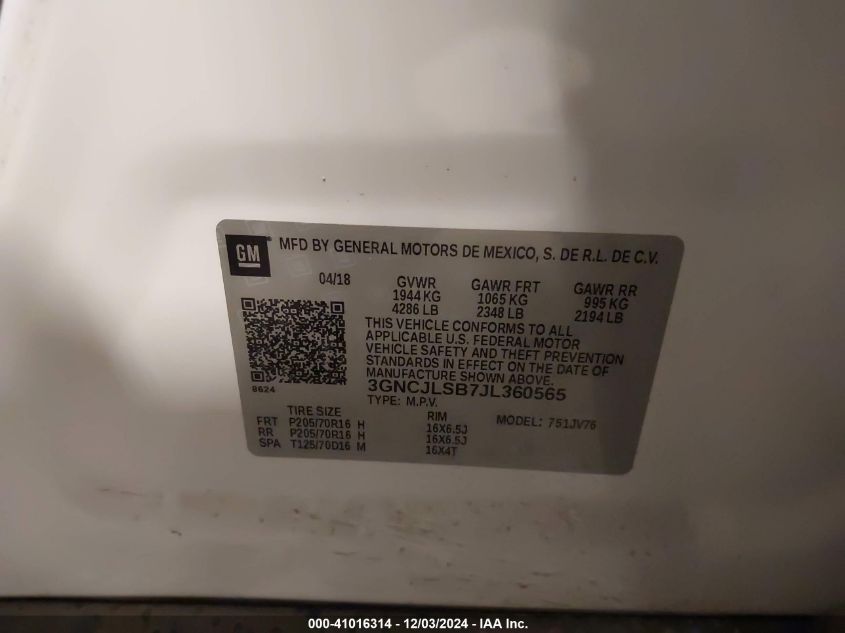 GM ® MFD BY GENERAL MOTORS DE MEXICO, S. DE R.L. DE C.V.
04/18 GVWR GAWR FRT GAWR RR
1944 KG 1065 KG 995 KG
4286 LB 2348 LB 2194 LB
THIS VEHICLE CONFORMS TO ALL
APPLICABLE U.S. FEDERAL MOTOR
VEHICLE SAFETY AND THEFT PREVENTION
STANDARDS IN EFFECT ON THE DATE OF
MANUFACTURE SHOWN ABOVE.
8624 3GNCJLSB7JL360565
TYPE: M.P.V.
TIRE SIZE RIM MODEL: 751JV76
FRT P205/70R16 H 16X6.5J
RR P205/70R16 H 16X6.5J
SPA T125/70D16 M 16X4T
000-41016314 - 12/03/2024 - IAA Inc.